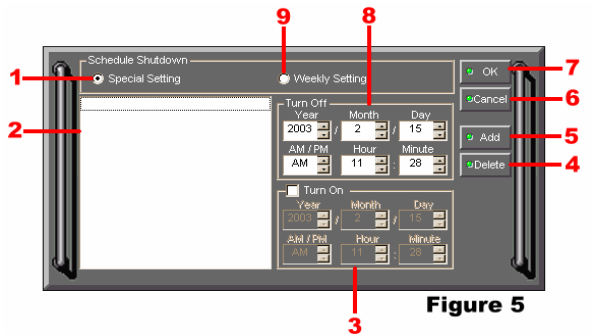 9 8
Schedule Shutdown
1 Special Setting Weekly Setting OK 7
2 Turn Off Cancel 6
Year Month Day
2003 / 2 / 15 Add 5
AM / PM Hour Minute
AM 11 : 28 Delete 4
Turn On
Year Month Day
2003 / 2 / 15
AM / PM Hour Minute
AM 11 : 28
3
Figure 5